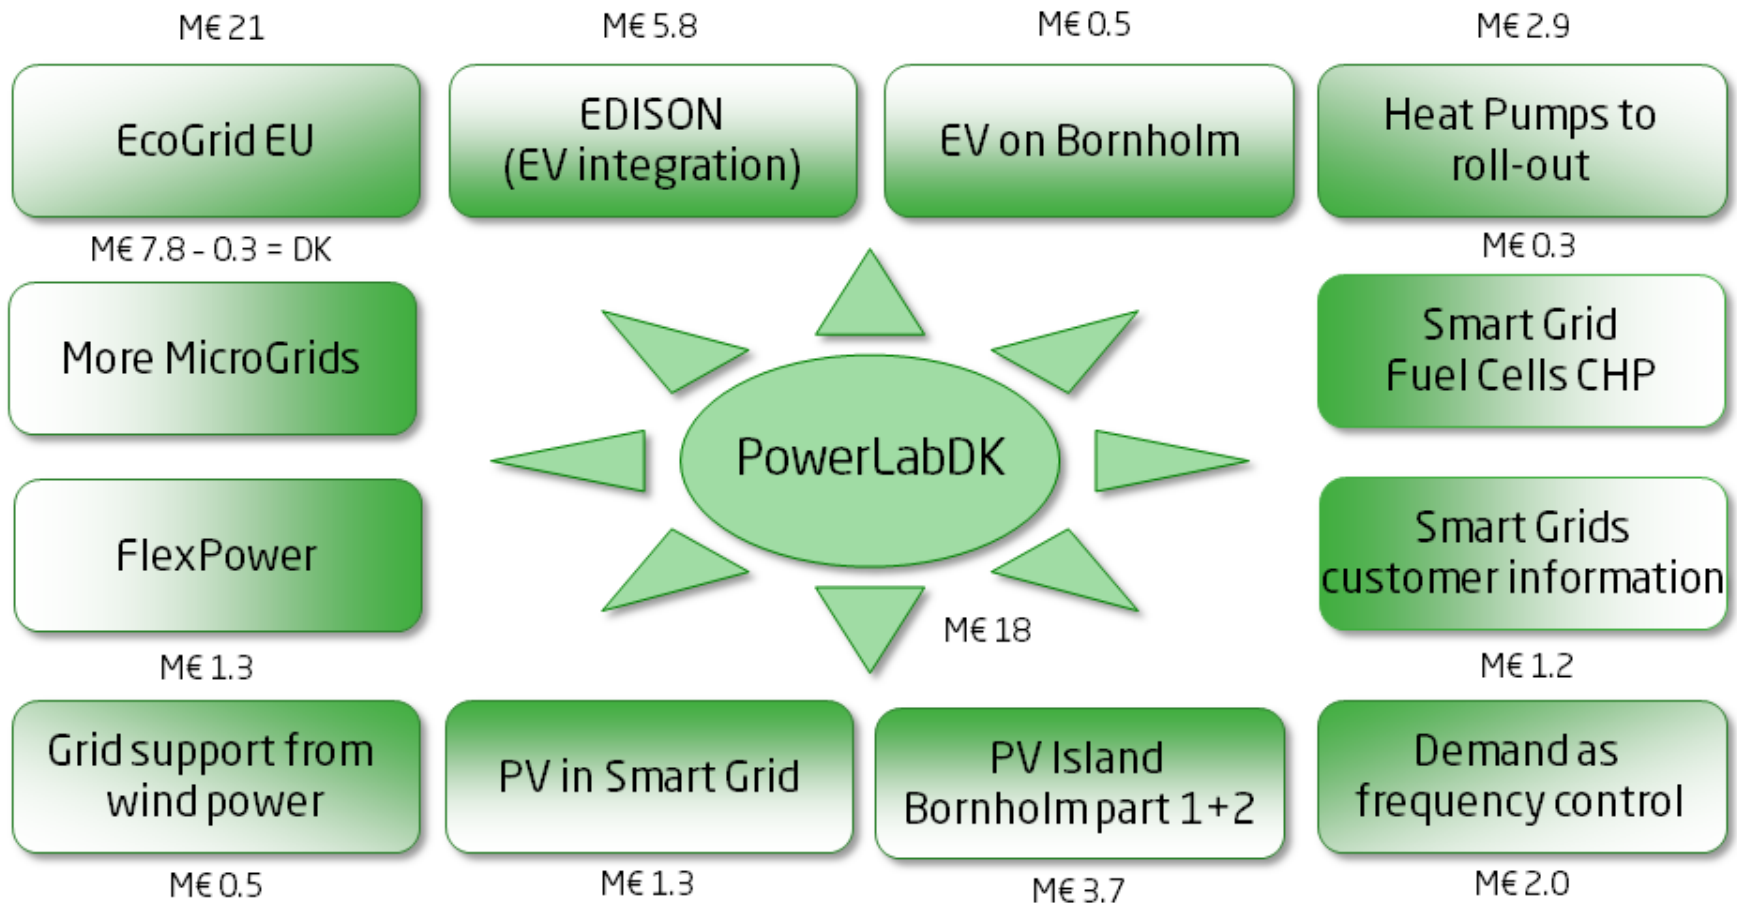 M€ 21
M€ 5.8
M€ 0.5
M€ 2.9
EcoGrid EU
EDISON
(EV integration)
EV on Bornholm
Heat Pumps to
roll-out
M€ 7.8 - 0.3 = DK
M€ 0.3
More MicroGrids
Smart Grid
Fuel Cells CHP
PowerLabDK
FlexPower
Smart Grids
customer information
M€ 18
M€ 1.3
M€ 1.2
Grid support from
wind power
PV in Smart Grid
PV Island
Bornholm part 1+2
Demand as
frequency control
M€ 0.5
M€ 1.3
M€ 3.7
M€ 2.0